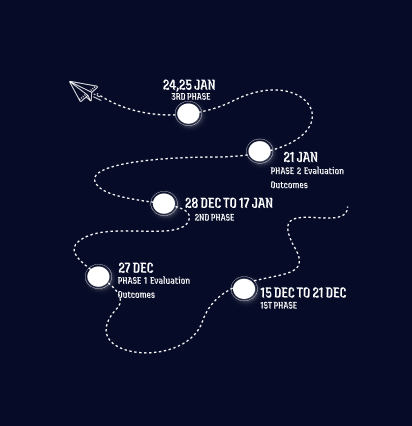 24,25 JAN
3RD PHASE
21 JAN
PHASE 2 Evaluation
Outcomes
28 DEC TO 17 JAN
2ND PHASE
27 DEC
PHASE 1 Evaluation
Outcomes
15 DEC TO 21 DEC
1ST PHASE